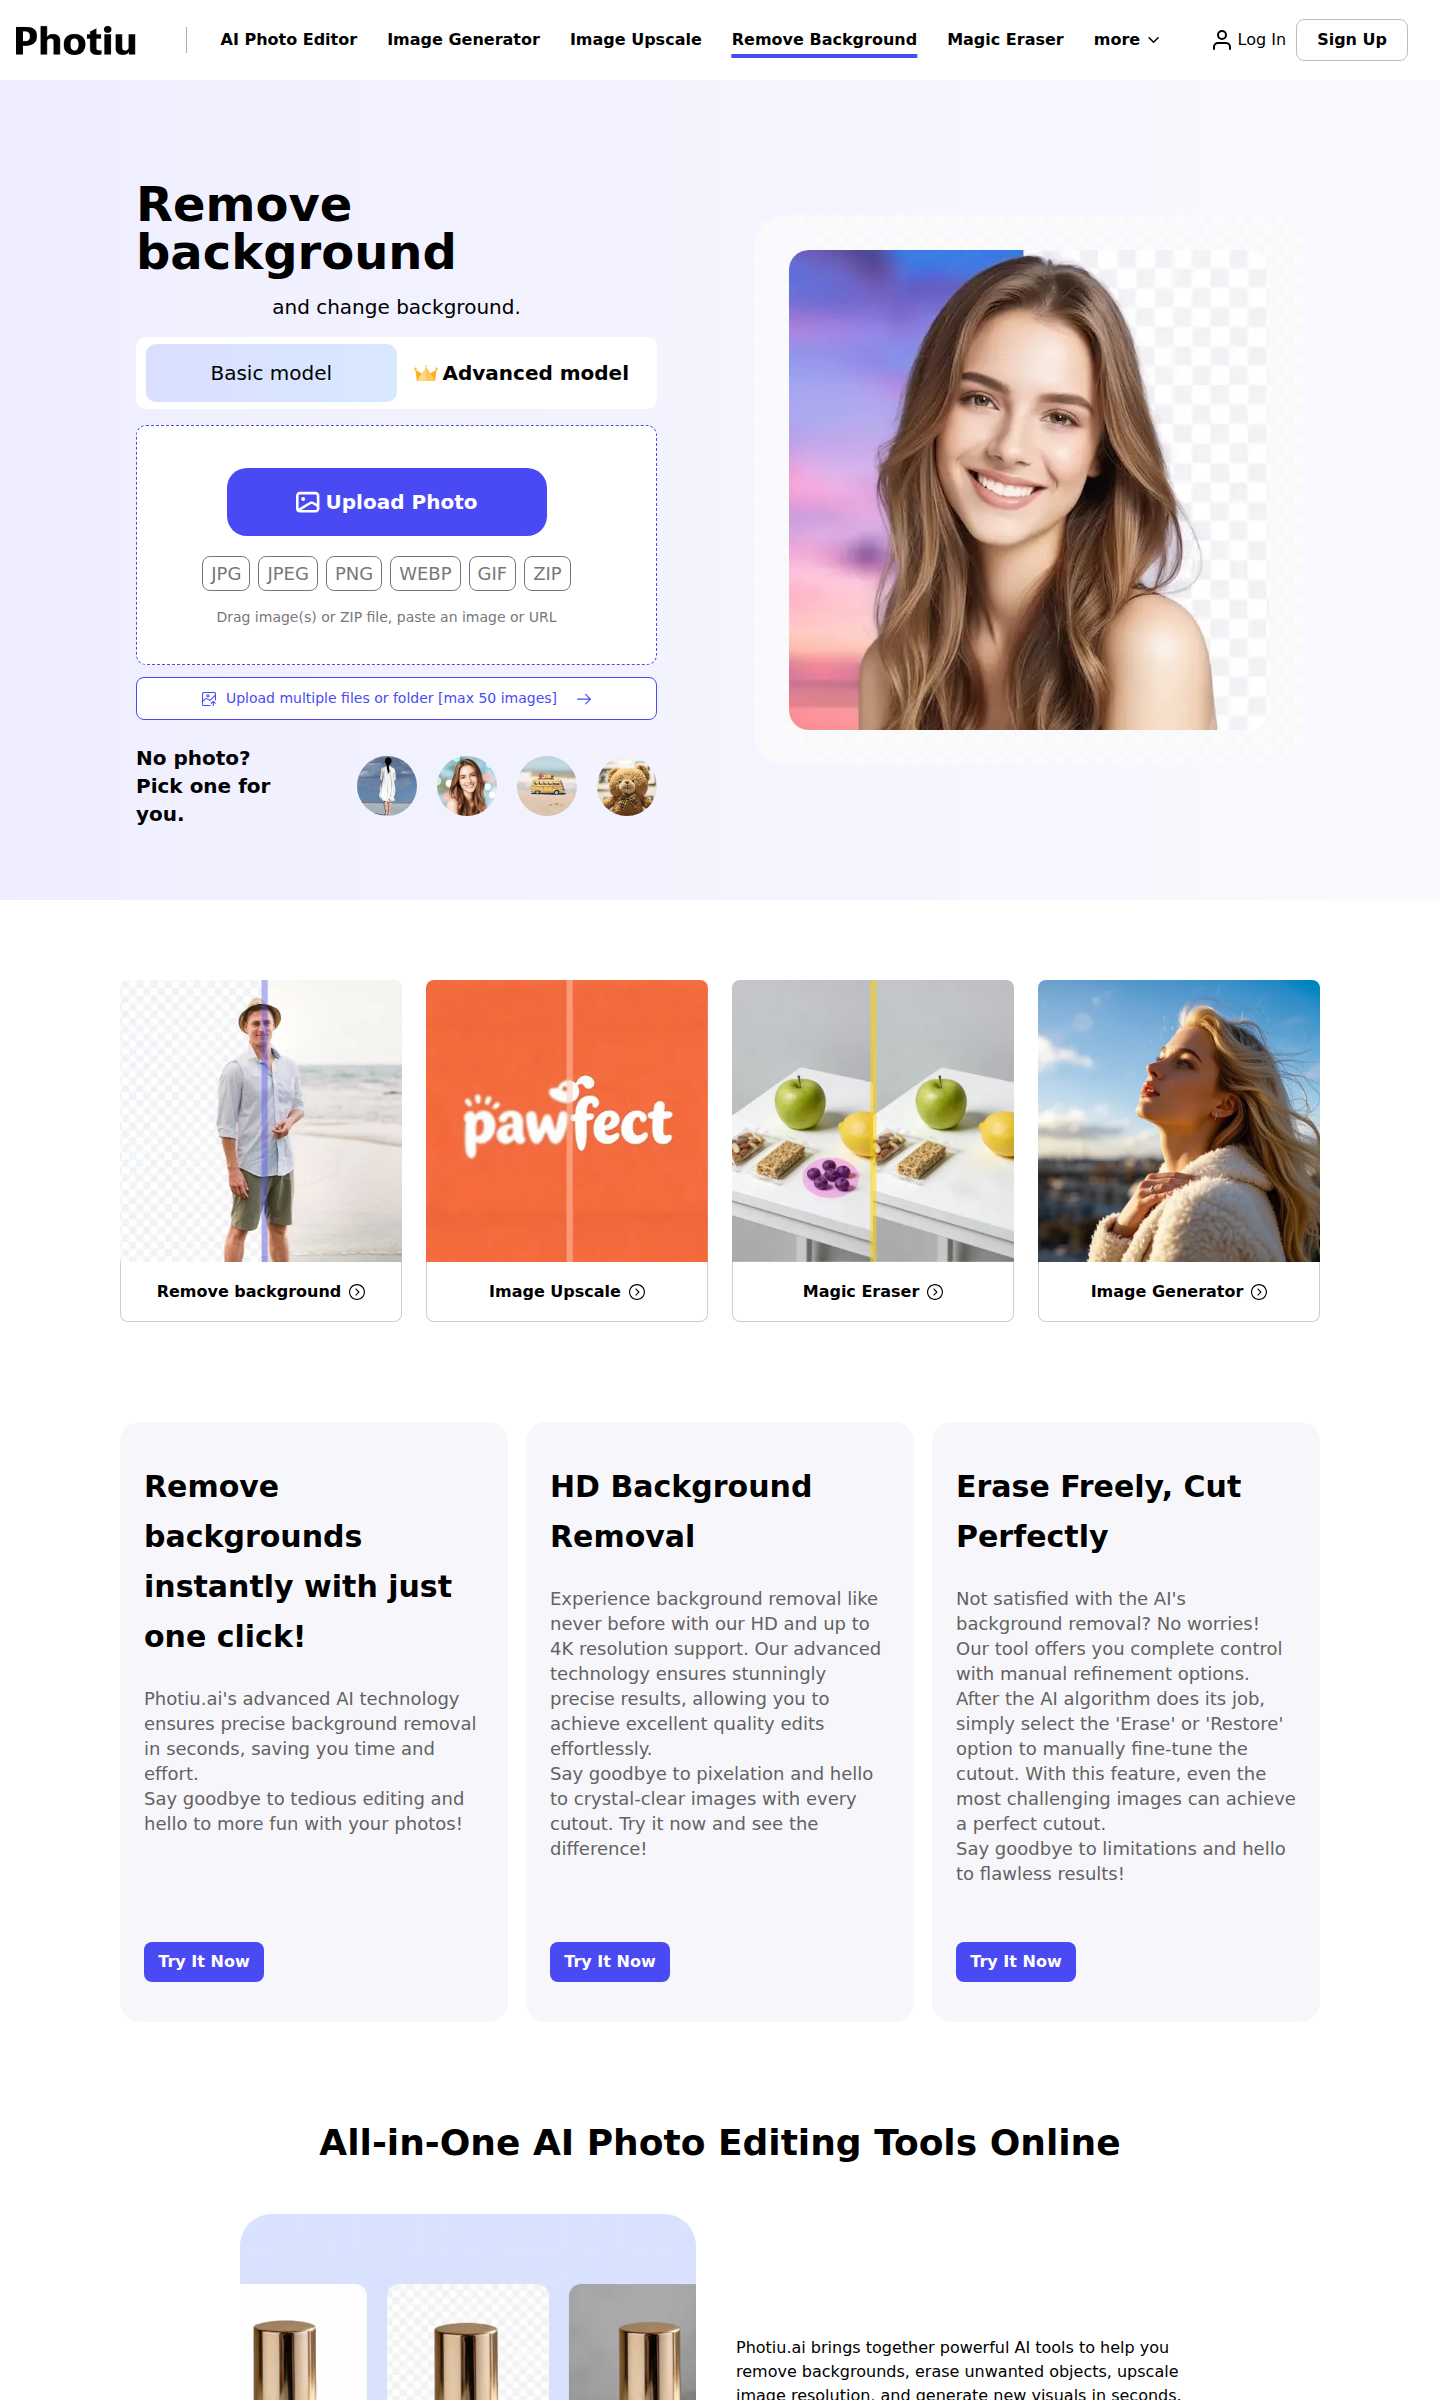 Photiu
AI Photo Editor
Image Generator
Image Upscale
Remove Background
Magic Eraser
more
Log In
Sign Up
Remove
background
and change background.
Basic model
Advanced model
Upload Photo
JPG
JPEG
PNG
WEBP
GIF
ZIP
Drag image(s) or ZIP file, paste an image or URL
Upload multiple files or folder [max 50 images]
No photo?
Pick one for
you.
pawfect
Remove background
Image Upscale
Magic Eraser
Image Generator
Remove
backgrounds
instantly with just
one click!
Photiu.ai's advanced AI technology
ensures precise background removal
in seconds, saving you time and
effort.
Say goodbye to tedious editing and
hello to more fun with your photos!
Try It Now
HD Background
Removal
Experience background removal like
never before with our HD and up to
4K resolution support. Our advanced
technology ensures stunningly
precise results, allowing you to
achieve excellent quality edits
effortlessly.
Say goodbye to pixelation and hello
to crystal-clear images with every
cutout. Try it now and see the
difference!
Try It Now
Erase Freely, Cut
Perfectly
Not satisfied with the AI's
background removal? No worries!
Our tool offers you complete control
with manual refinement options.
After the AI algorithm does its job,
simply select the 'Erase' or 'Restore'
option to manually fine-tune the
cutout. With this feature, even the
most challenging images can achieve
a perfect cutout.
Say goodbye to limitations and hello
to flawless results!
Try It Now
All-in-One AI Photo Editing Tools Online
Photiu.ai brings together powerful AI tools to help you
remove backgrounds, erase unwanted objects, upscale
image resolution, and generate new visuals in seconds.